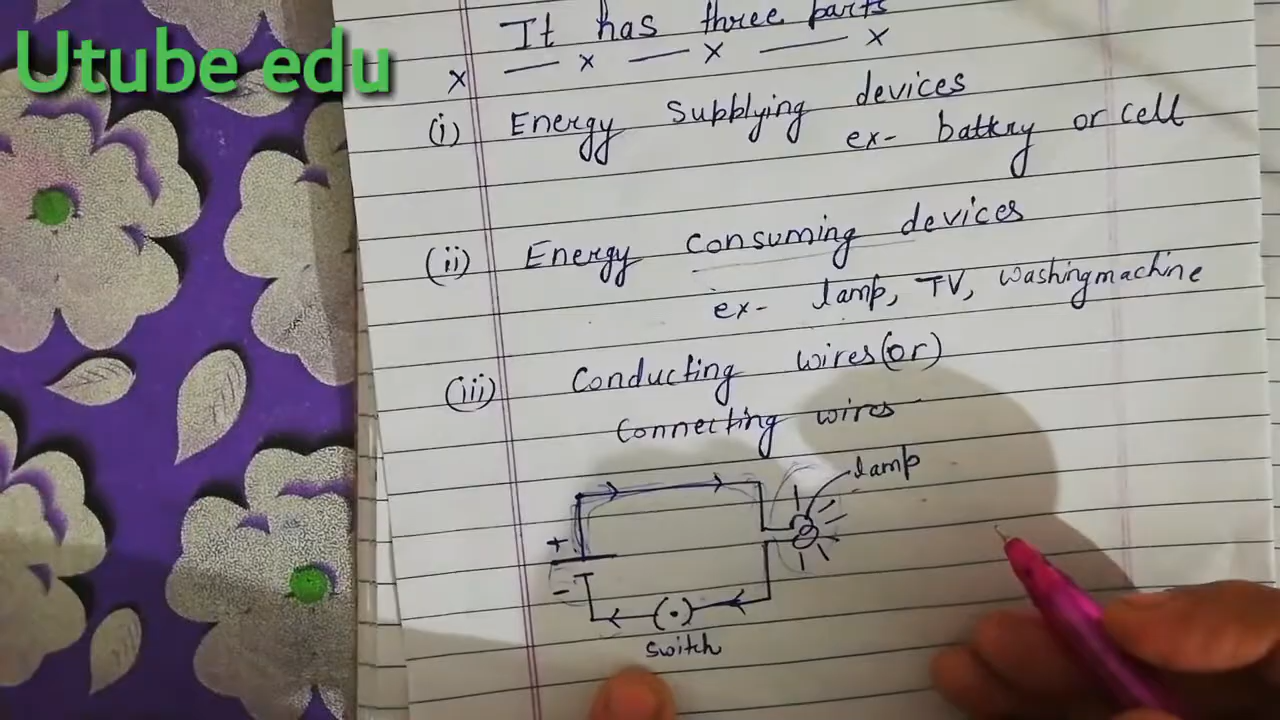 Utube edu
It has three parts
x — x — x — x
(i) Energy Supplying devices
ex- battery or cell
(ii) Energy consuming devices
ex- lamp, TV, washingmachine
(iii) Conducting wires(or)
Connecting wires
lamp
+
-
(.)
switch